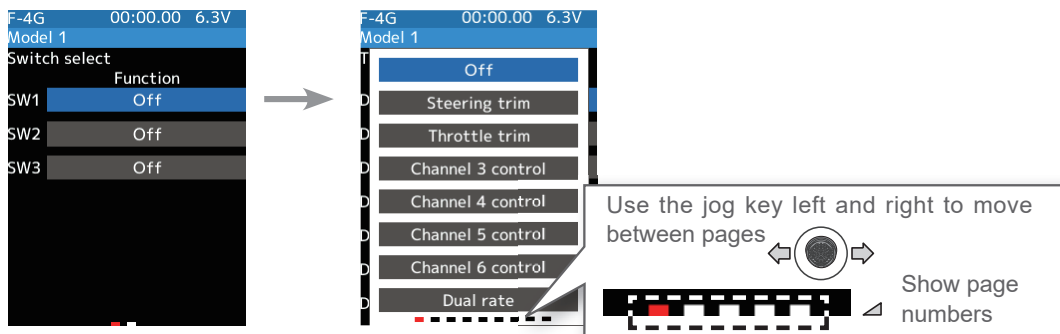 F-4G 00:00.00 6.3V
Model 1
Switch select
Function
SW1 Off
SW2 Off
SW3 Off
F-4G 00:00.00 6.3V
Model 1
T
Off
D Steering trim
D Throttle trim
D Channel 3 control
D Channel 4 control
D Channel 5 control
D Channel 6 control
D Dual rate
Use the jog key left and right to move
between pages
Show page
numbers